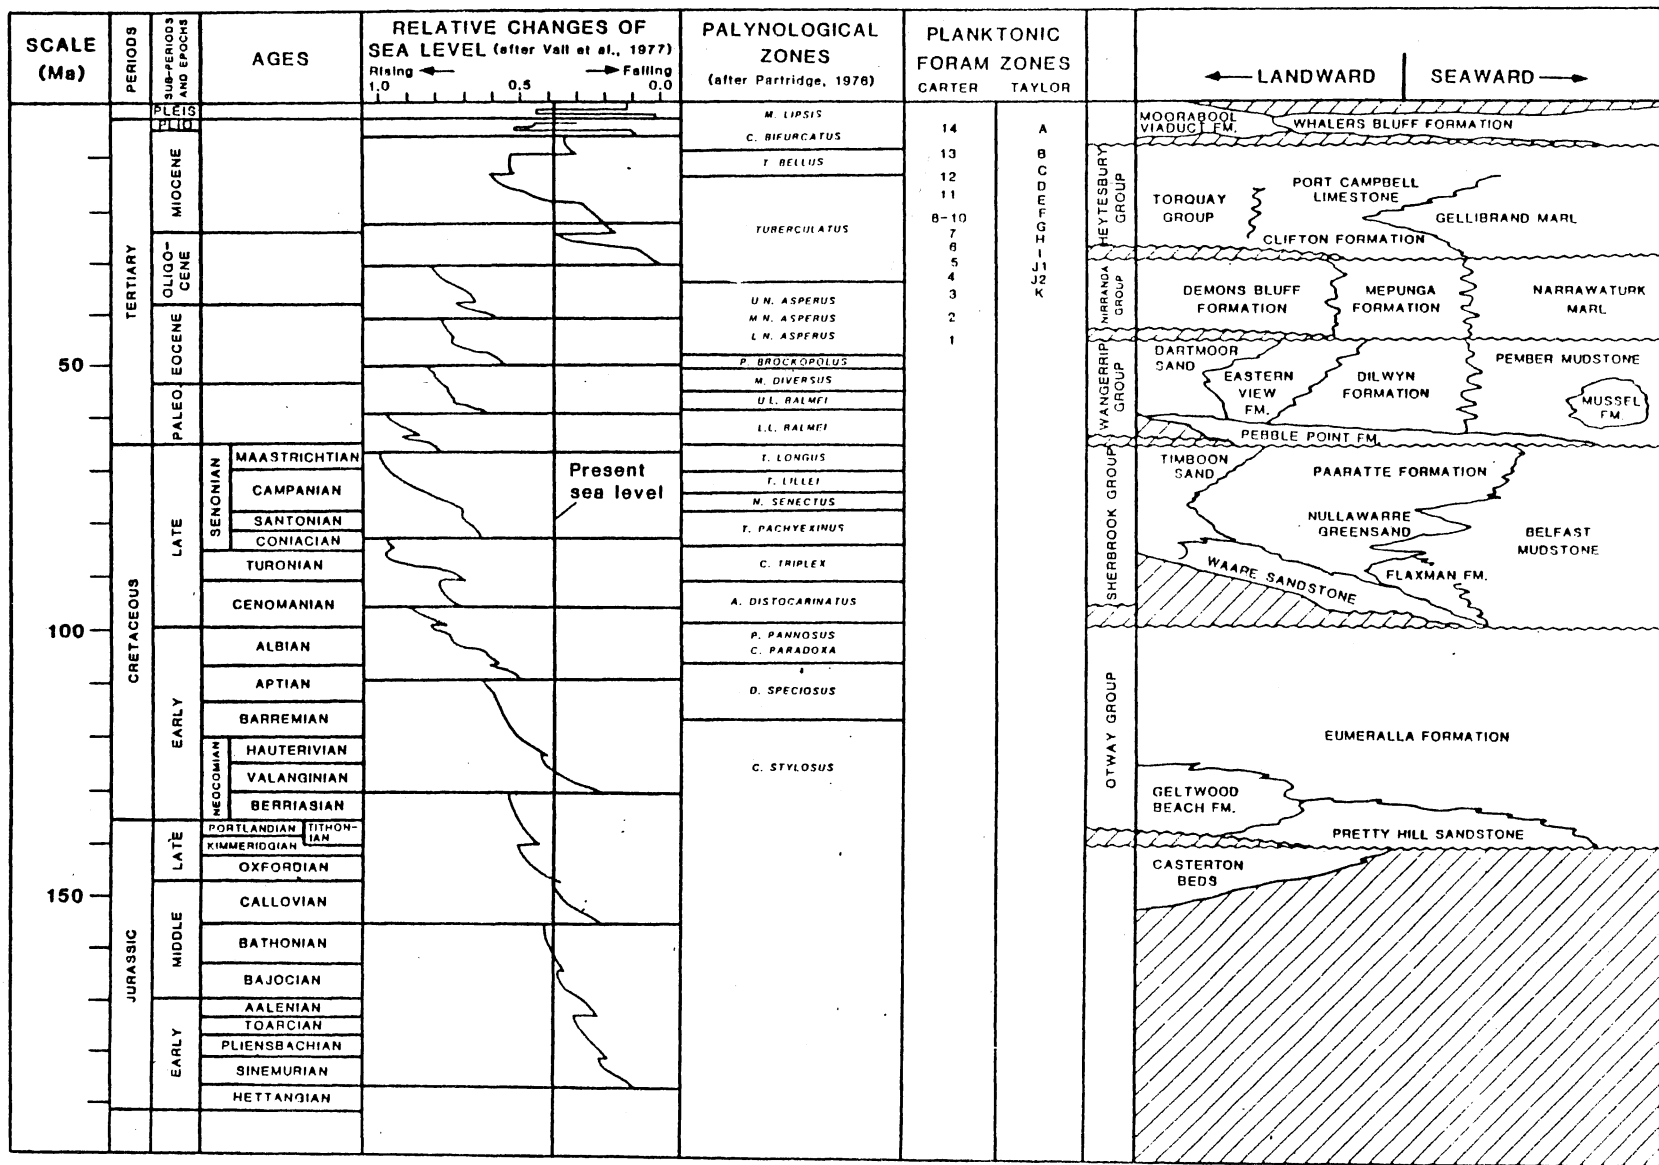 SCALE
(Ma)
PERIODS
SUB-PERIODS
AND EPOCHS
AGES
RELATIVE CHANGES OF
SEA LEVEL (after Vail et al., 1977)
Rising
Falling
1.0
0.5
0.0
PALYNOLOGICAL
ZONES
(after Partridge, 1976)
PLANKTONIC
FORAM ZONES
CARTER
TAYLOR
LANDWARD
SEAWARD
50
100
150
TERTIARY
CRETACEOUS
JURASSIC
PLEIS
PLIO
MIOCENE
OLIGO-
CENE
EOCENE
PALEO.
LATE
EARLY
LATE
MIDDLE
EARLY
SENONIAN
NEOCOMIAN
MAASTRICHTIAN
CAMPANIAN
SANTONIAN
CONIACIAN
TURONIAN
CENOMANIAN
ALBIAN
APTIAN
BARREMIAN
HAUTERIVIAN
VALANGINIAN
BERRIASIAN
PORTLANDIAN
TITHON-
IAN
KIMMERIDGIAN
OXFORDIAN
CALLOVIAN
BATHONIAN
BAJOCIAN
AALENIAN
TOARCIAN
PLIENSBACHIAN
SINEMURIAN
HETTANGIAN
Present
sea level
M. LIPSIS
C. BIFURCATUS
T. BELLUS
TUBERCULATUS
U N. ASPERUS
M N. ASPERUS
L N. ASPERUS
P. BROCKOPOLUS
M. DIVERSUS
U L. BALMEI
L.L. BALMEI
T. LONGUS
T. LILLEI
N. SENECTUS
T. PACHYEXINUS
C. TRIPLEX
A. DISTOCARINATUS
P. PANNOSUS
C. PARADOXA
D. SPECIOSUS
C. STYLOSUS
14
13
12
11
8-10
7
6
5
4
3
2
1
A
B
C
D
E
F
G
H
I
J1
J2
K
HEYTESBURY
GROUP
NIRRANDA
GROUP
WANGERRIP
GROUP
SHERBROOK GROUP
OTWAY GROUP
MOORABOOL
VIADUCT FM.
WHALERS BLUFF FORMATION
TORQUAY
GROUP
PORT CAMPBELL
LIMESTONE
GELLIBRAND MARL
CLIFTON FORMATION
DEMONS BLUFF
FORMATION
MEPUNGA
FORMATION
NARRAWATURK
MARL
DARTMOOR
SAND
EASTERN
VIEW
FM.
DILWYN
FORMATION
PEMBER MUDSTONE
MUSSEL
FM.
PEBBLE POINT FM.
TIMBOON
SAND
PAARATTE FORMATION
NULLAWARRE
GREENSAND
BELFAST
MUDSTONE
WAARE SANDSTONE
FLAXMAN FM.
EUMERALLA FORMATION
GELTWOOD
BEACH FM.
PRETTY HILL SANDSTONE
CASTERTON
BEDS